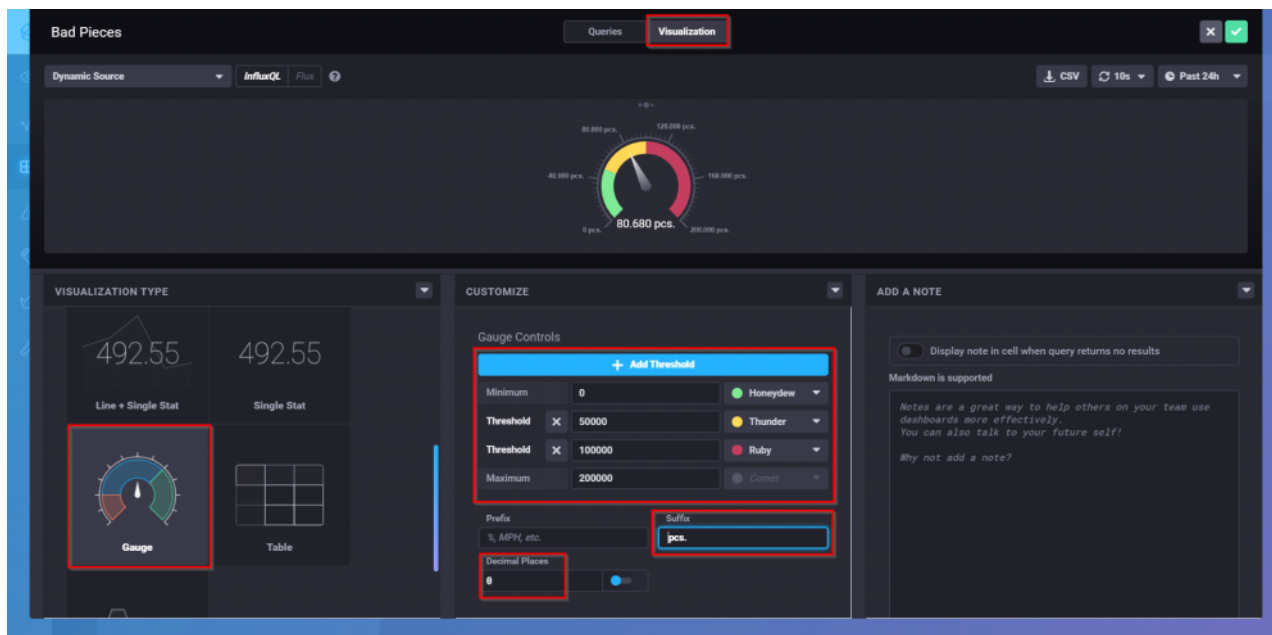 Bad Pieces
Queries
Visualization
Dynamic Source
InfluxQL
Flux
CSV
10s
Past 24h
80.000 pcs.
120.000 pcs.
40.000 pcs.
160.000 pcs.
0 pcs.
80.680 pcs.
200.000 pcs.
VISUALIZATION TYPE
492.55
492.55
Line + Single Stat
Single Stat
Gauge
Table
CUSTOMIZE
Gauge Controls
+ Add Threshold
Minimum
0
Honeydew
Threshold
50000
Thunder
Threshold
100000
Ruby
Maximum
200000
Comet
Prefix
Suffix
%, MPH, etc.
pcs.
Decimal Places
0
ADD A NOTE
Display note in cell when query returns no results
Markdown is supported
Notes are a great way to help others on your team use
dashboards more effectively.
You can also talk to your future self!
Why not add a note?